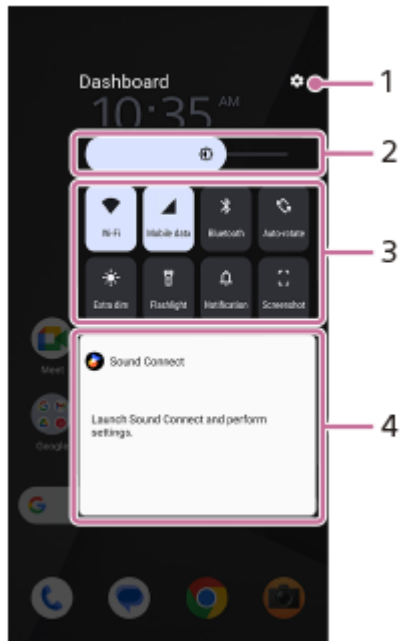 Dashboard
1
10:35 AM
2
Wi-Fi
Mobile data
Bluetooth
Auto-rotate
3
Extra dim
Flashlight
Notification
Screenshot
Sound Connect
Launch Sound Connect and perform
settings.
4
Meet
Google
G